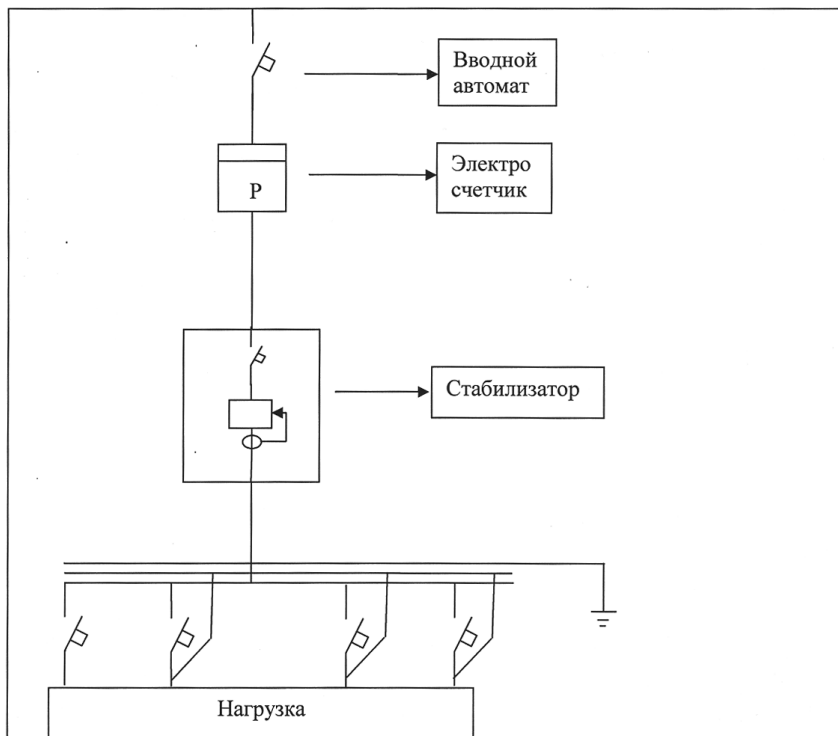 Вводной
автомат
Электро
счетчик
Р
Стабилизатор
Нагрузка